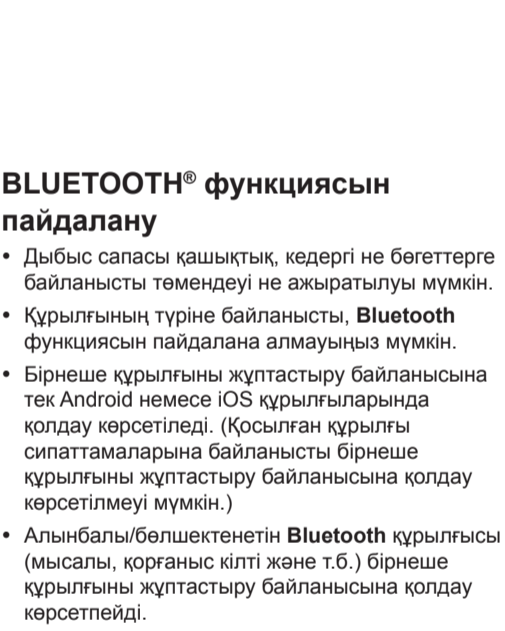 BLUETOOTH® функциясын
пайдалану
• Дыбыс сапасы қашықтық, кедергі не бөгеттерге
байланысты төмендеуі не ажыратылуы мүмкін.
• Құрылғының түріне байланысты, Bluetooth
функциясын пайдалана алмауыңыз мүмкін.
• Бірнеше құрылғыны жұптастыру байланысына
тек Android немесе iOS құрылғыларында
қолдау көрсетіледі. (Қосылған құрылғы
сипаттамаларына байланысты бірнеше
құрылғыны жұптастыру байланысына қолдау
көрсетілмеуі мүмкін.)
• Алынбалы/бөлшектенетін Bluetooth құрылғысы
(мысалы, қорғаныс кілті және т.б.) бірнеше
құрылғыны жұптастыру байланысына қолдау
көрсетпейді.